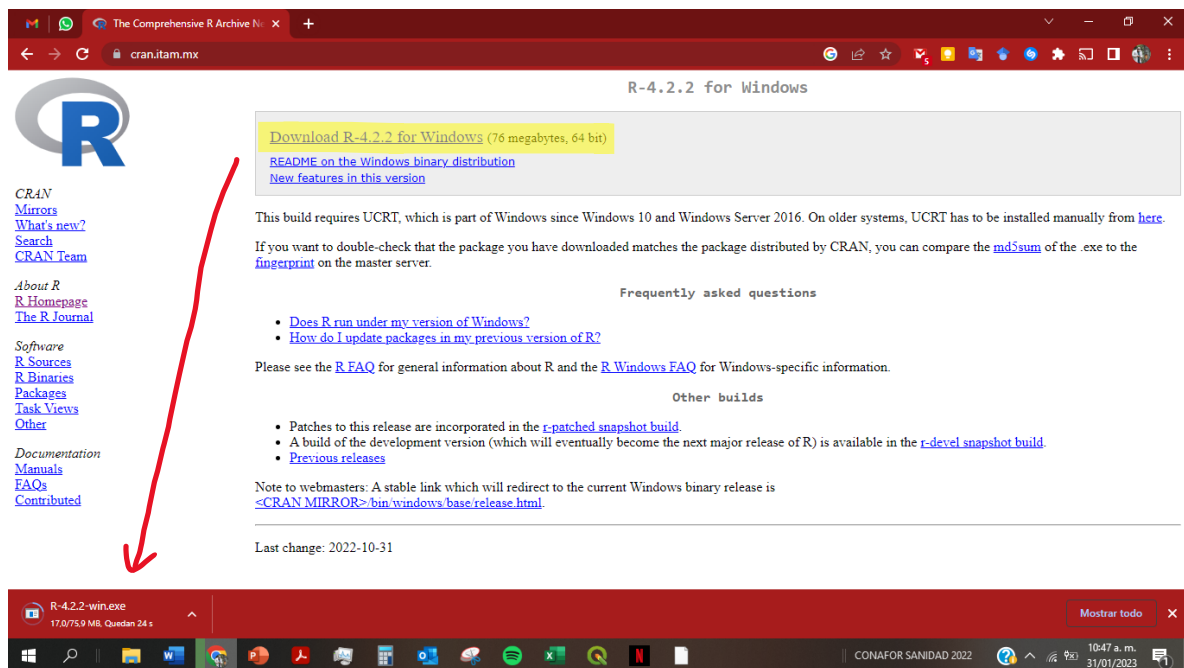 The Comprehensive R Archive Ne
cran.itam.mx
5
R
R-4.2.2 for Windows
Download R-4.2.2 for Windows (76 megabytes, 64 bit)
README on the Windows binary distribution
New features in this version
CRAN
Mirrors
What's new?
Search
CRAN Team
About R
R Homepage
The R Journal
Software
R Sources
R Binaries
Packages
Task Views
Other
Documentation
Manuals
FAQs
Contributed
This build requires UCRT, which is part of Windows since Windows 10 and Windows Server 2016. On older systems, UCRT has to be installed manually from here.
If you want to double-check that the package you have downloaded matches the package distributed by CRAN, you can compare the md5sum of the .exe to the
fingerprint on the master server.
Frequently asked questions
• Does R run under my version of Windows?
• How do I update packages in my previous version of R?
Please see the R FAQ for general information about R and the R Windows FAQ for Windows-specific information.
Other builds
• Patches to this release are incorporated in the r-patched snapshot build.
• A build of the development version (which will eventually become the next major release of R) is available in the r-devel snapshot build.
• Previous releases
Note to webmasters: A stable link which will redirect to the current Windows binary release is
<CRAN MIRROR>/bin/windows/base/release.html.
Last change: 2022-10-31
R-4.2.2-win.exe
17,0/75,9 MB, Quedan 24 s
Mostrar todo
CONAFOR SANIDAD 2022
10:47 a. m.
31/01/2023
1